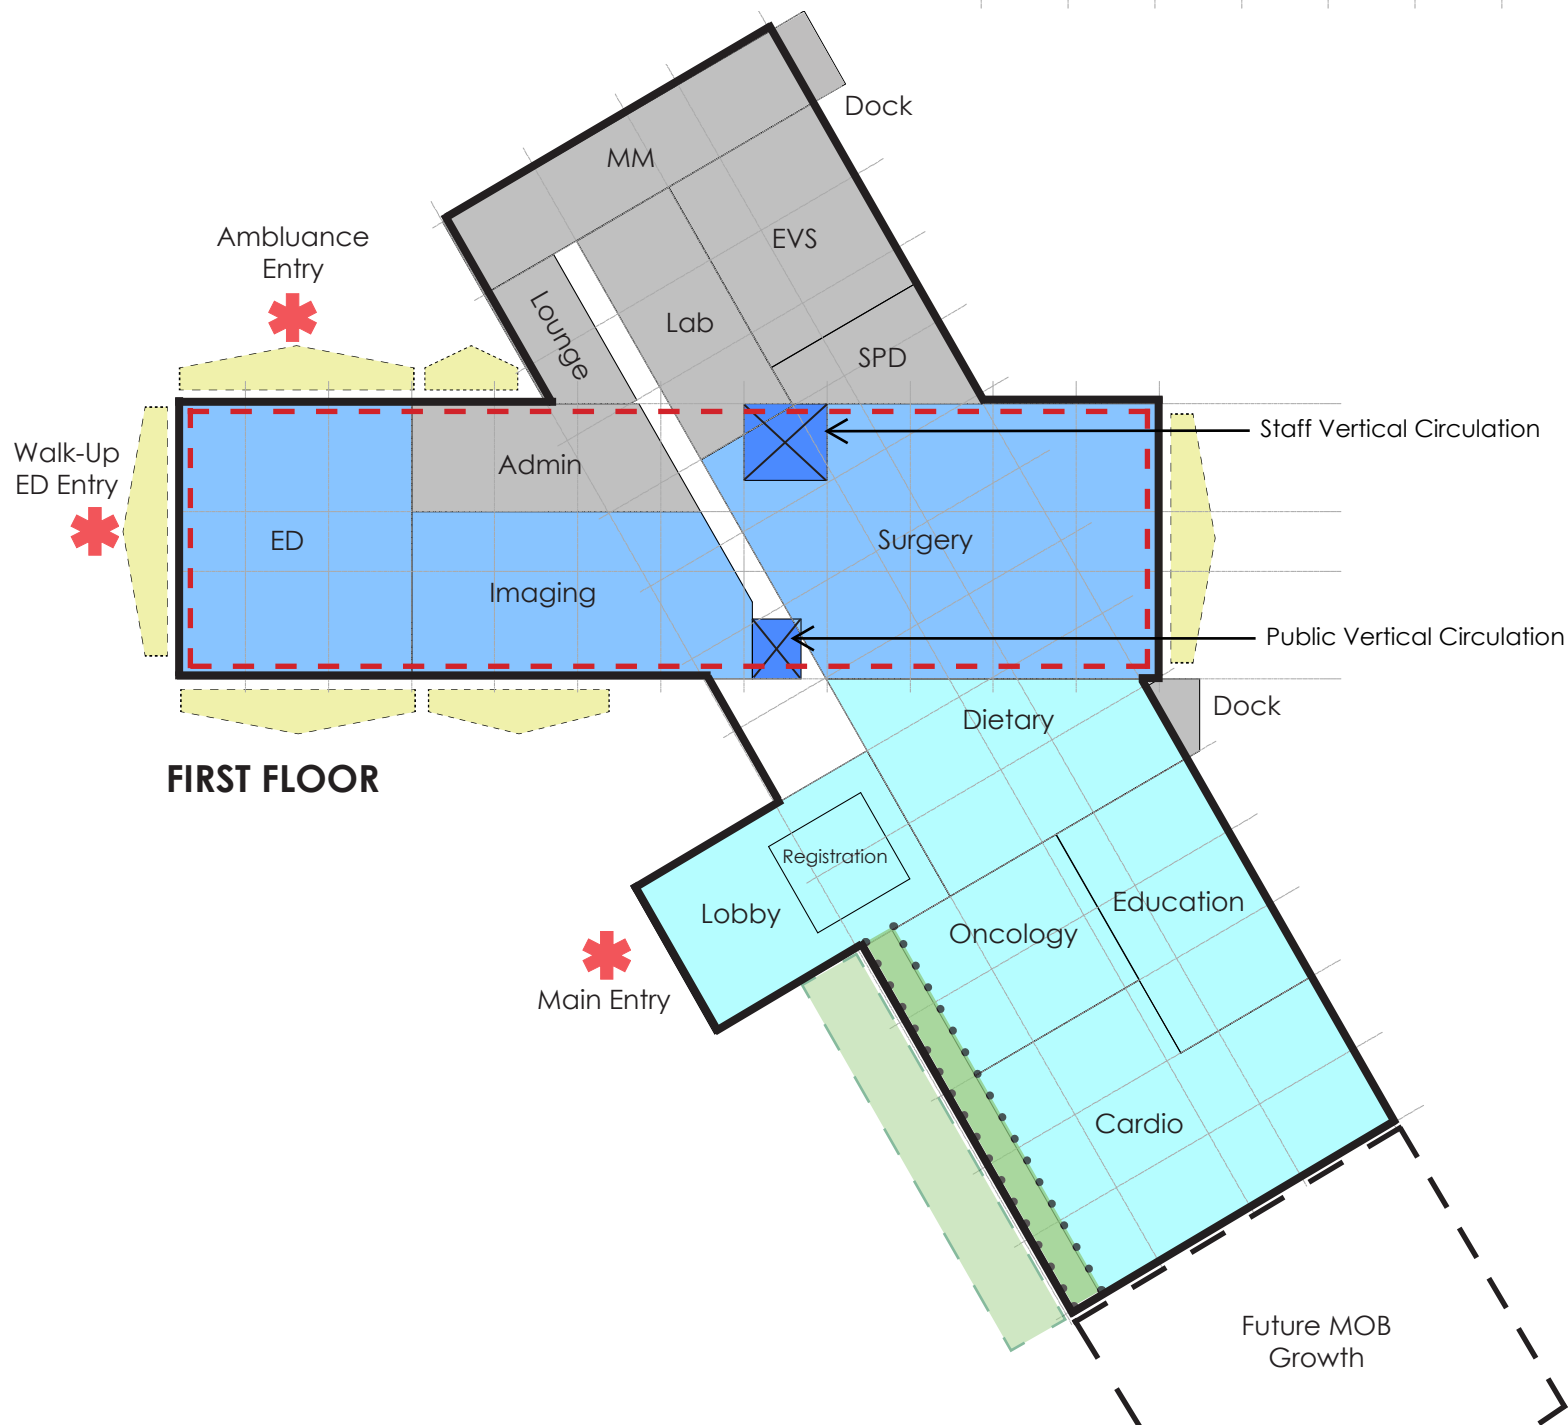 Dock
MM
Ambluance
Entry
EVS
Lounge
Lab
SPD
Walk-Up
ED Entry
Admin
Staff Vertical Circulation
ED
Surgery
Imaging
Public Vertical Circulation
Dietary
Dock
FIRST FLOOR
Registration
Lobby
Education
Oncology
Main Entry
Cardio
Future MOB
Growth